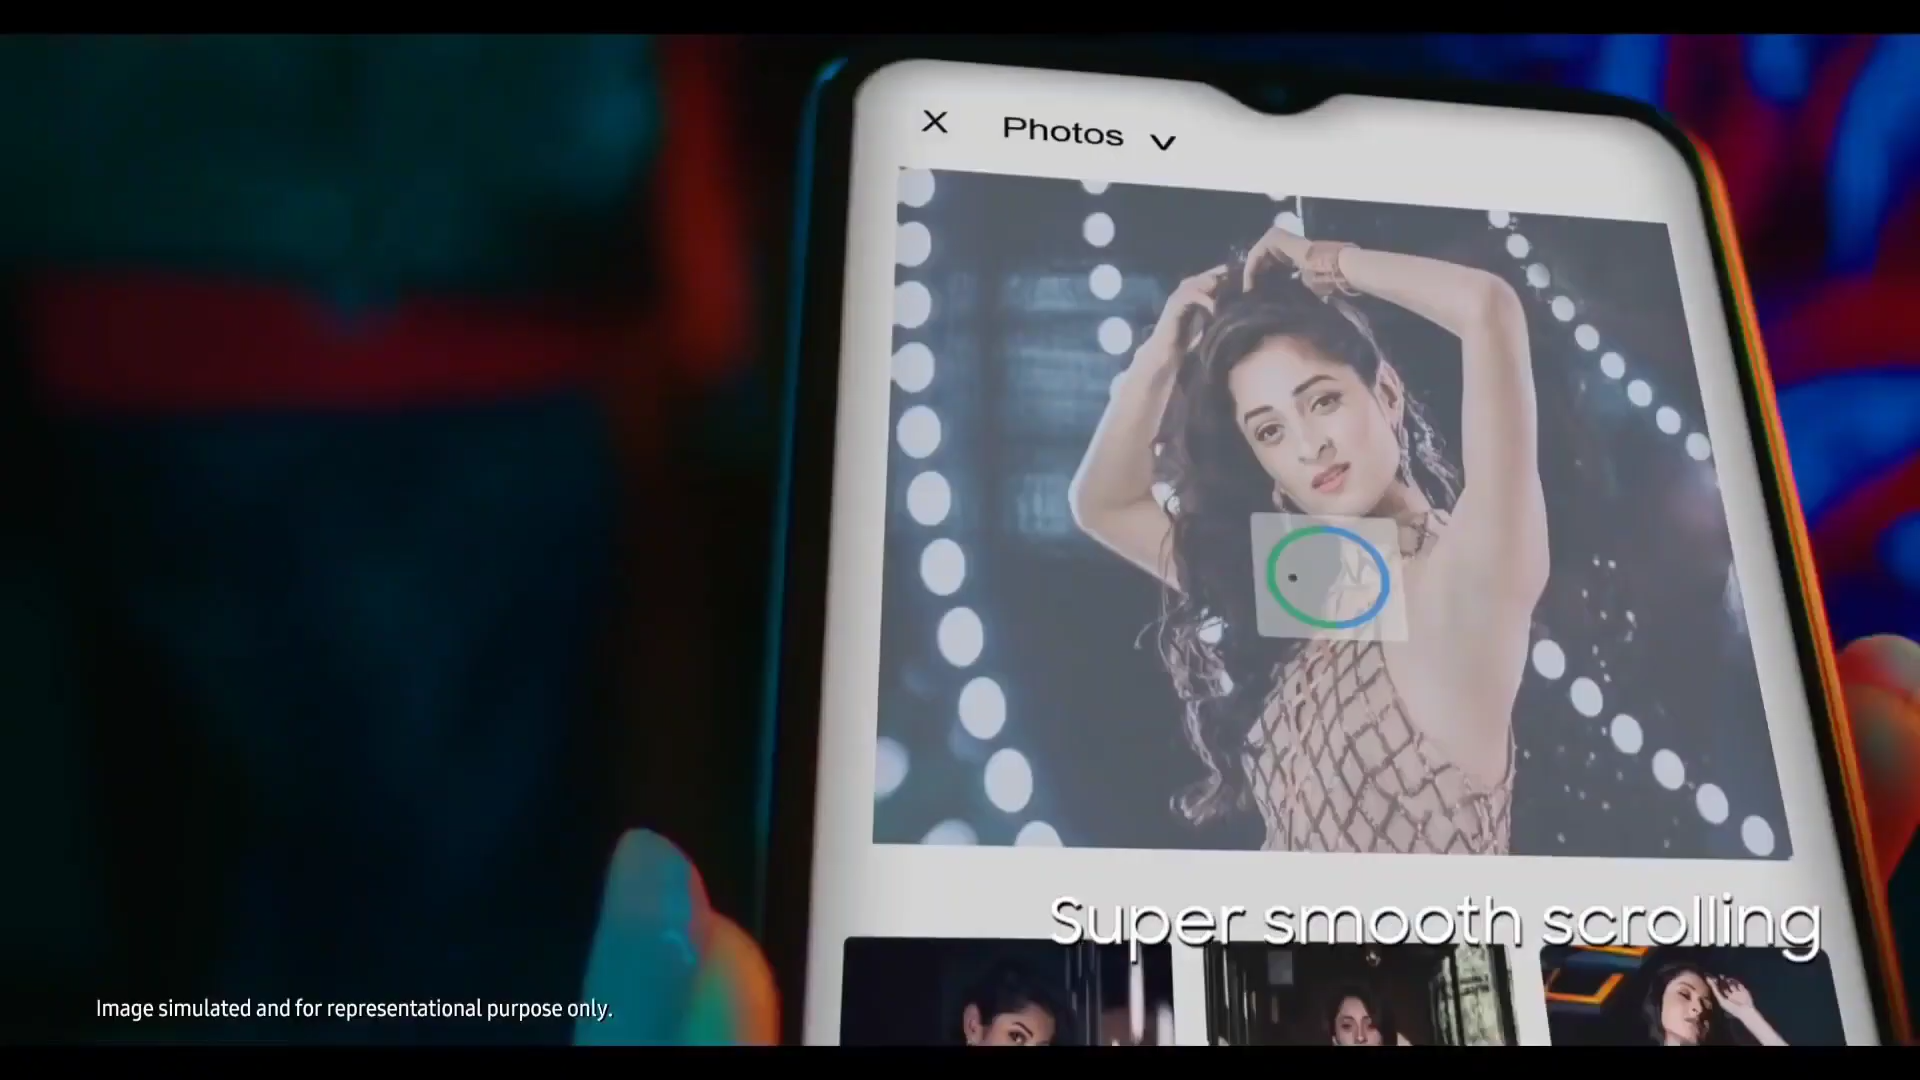 Photos
Super smooth scrolling
Image simulated and for representational purpose only.